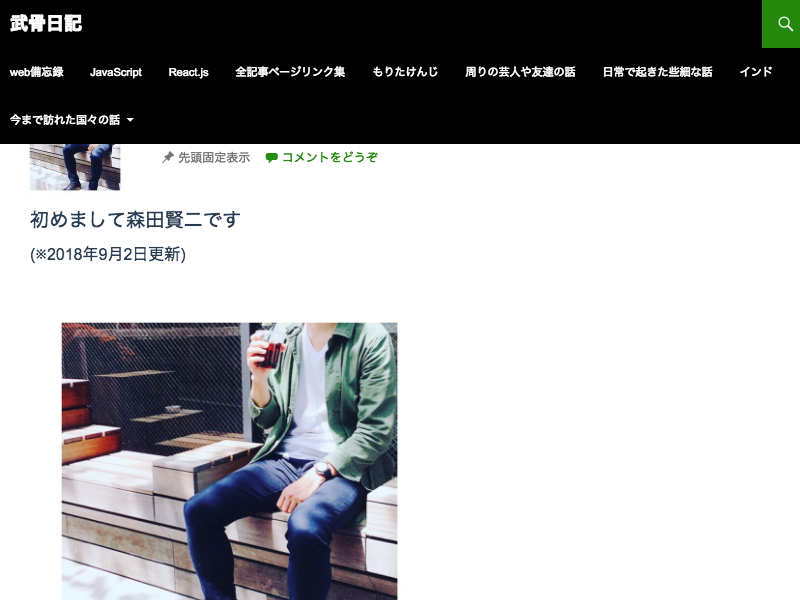 武骨日記
web備忘録 JavaScript React.js 全記事ページリンク集 もりたけんじ 周りの芸人や友達の話 日常で起きた些細な話 インド
今まで訪れた国々の話
先頭固定表示 コメントをどうぞ
初めまして森田賢二です
(※2018年9月2日更新)